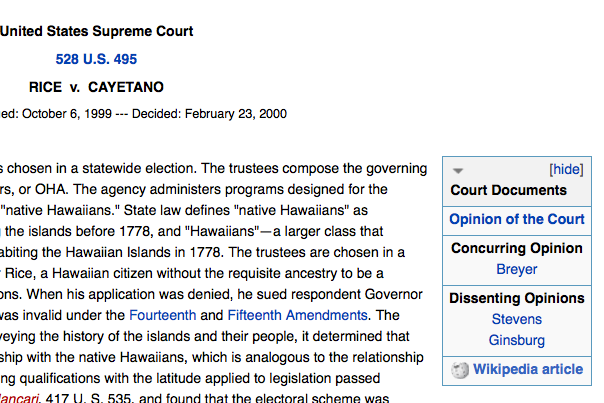 United States Supreme Court
528 U.S. 495
RICE v. CAYETANO
ed: October 6, 1999 --- Decided: February 23, 2000
s chosen in a statewide election. The trustees compose the governing
rs, or OHA. The agency administers programs designed for the
"native Hawaiians." State law defines "native Hawaiians" as
the islands before 1778, and "Hawaiians"—a larger class that
abiting the Hawaiian Islands in 1778. The trustees are chosen in a
Rice, a Hawaiian citizen without the requisite ancestry to be a
ons. When his application was denied, he sued respondent Governor
was invalid under the Fourteenth and Fifteenth Amendments. The
veying the history of the islands and their people, it determined that
ship with the native Hawaiians, which is analogous to the relationship
ng qualifications with the latitude applied to legislation passed
ancari, 417 U. S. 535, and found that the electoral scheme was
[hide]
Court Documents
Opinion of the Court
Concurring Opinion
Breyer
Dissenting Opinions
Stevens
Ginsburg
Wikipedia article